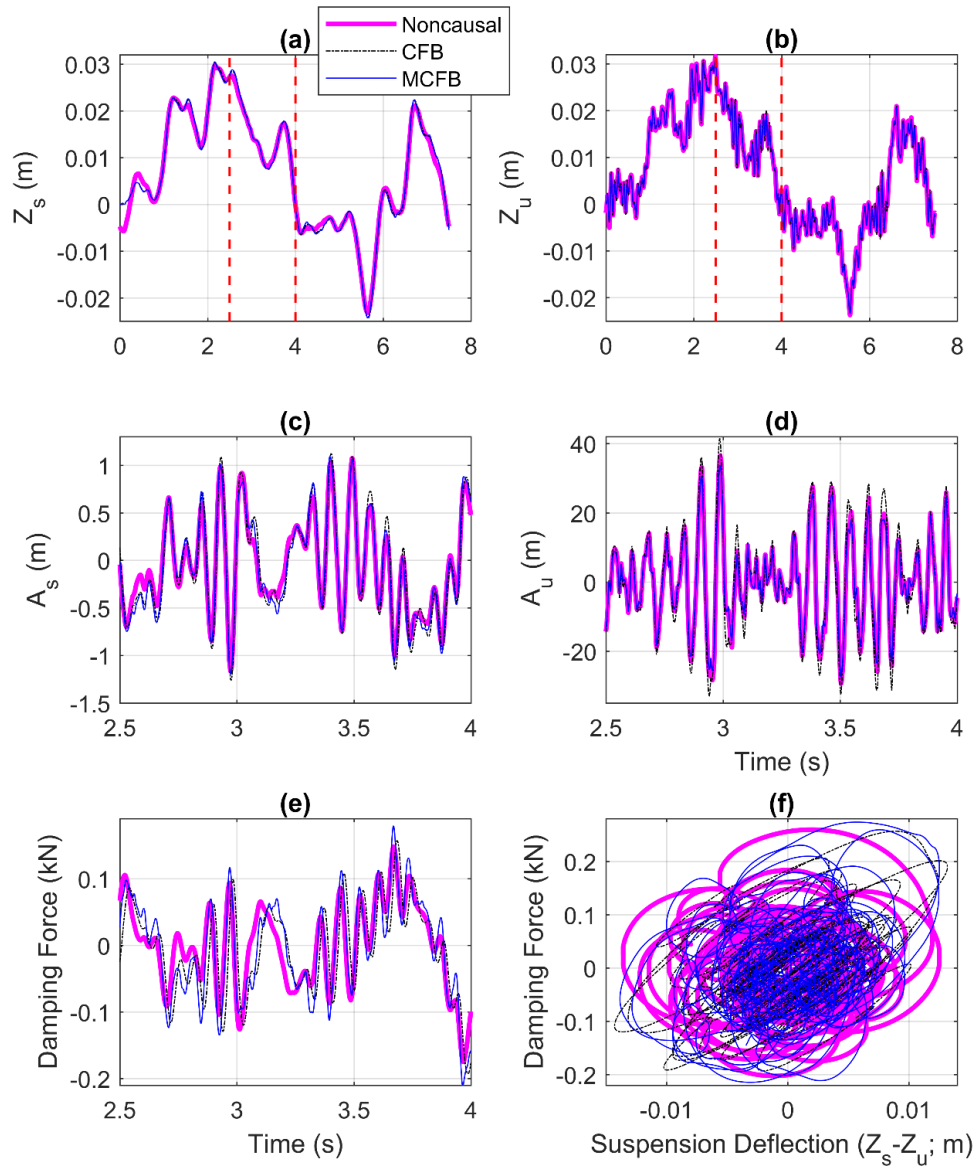 (a)
(b)
Noncausal
CFB
MCFB
0.03
0.02
0.01
0
-0.01
-0.02
Z_s (m)
0 2 4 6 8
0.03
0.02
0.01
0
-0.01
-0.02
Z_u (m)
0 2 4 6 8
(c)
1
0.5
0
-0.5
-1
-1.5
A_s (m)
2.5 3 3.5 4
(d)
40
20
0
-20
A_u (m)
2.5 3 3.5 4
Time (s)
(e)
0.1
0
-0.1
-0.2
Damping Force (kN)
2.5 3 3.5 4
Time (s)
(f)
0.2
0.1
0
-0.1
-0.2
Damping Force (kN)
-0.01 0 0.01
Suspension Deflection (Z_s-Z_u; m)